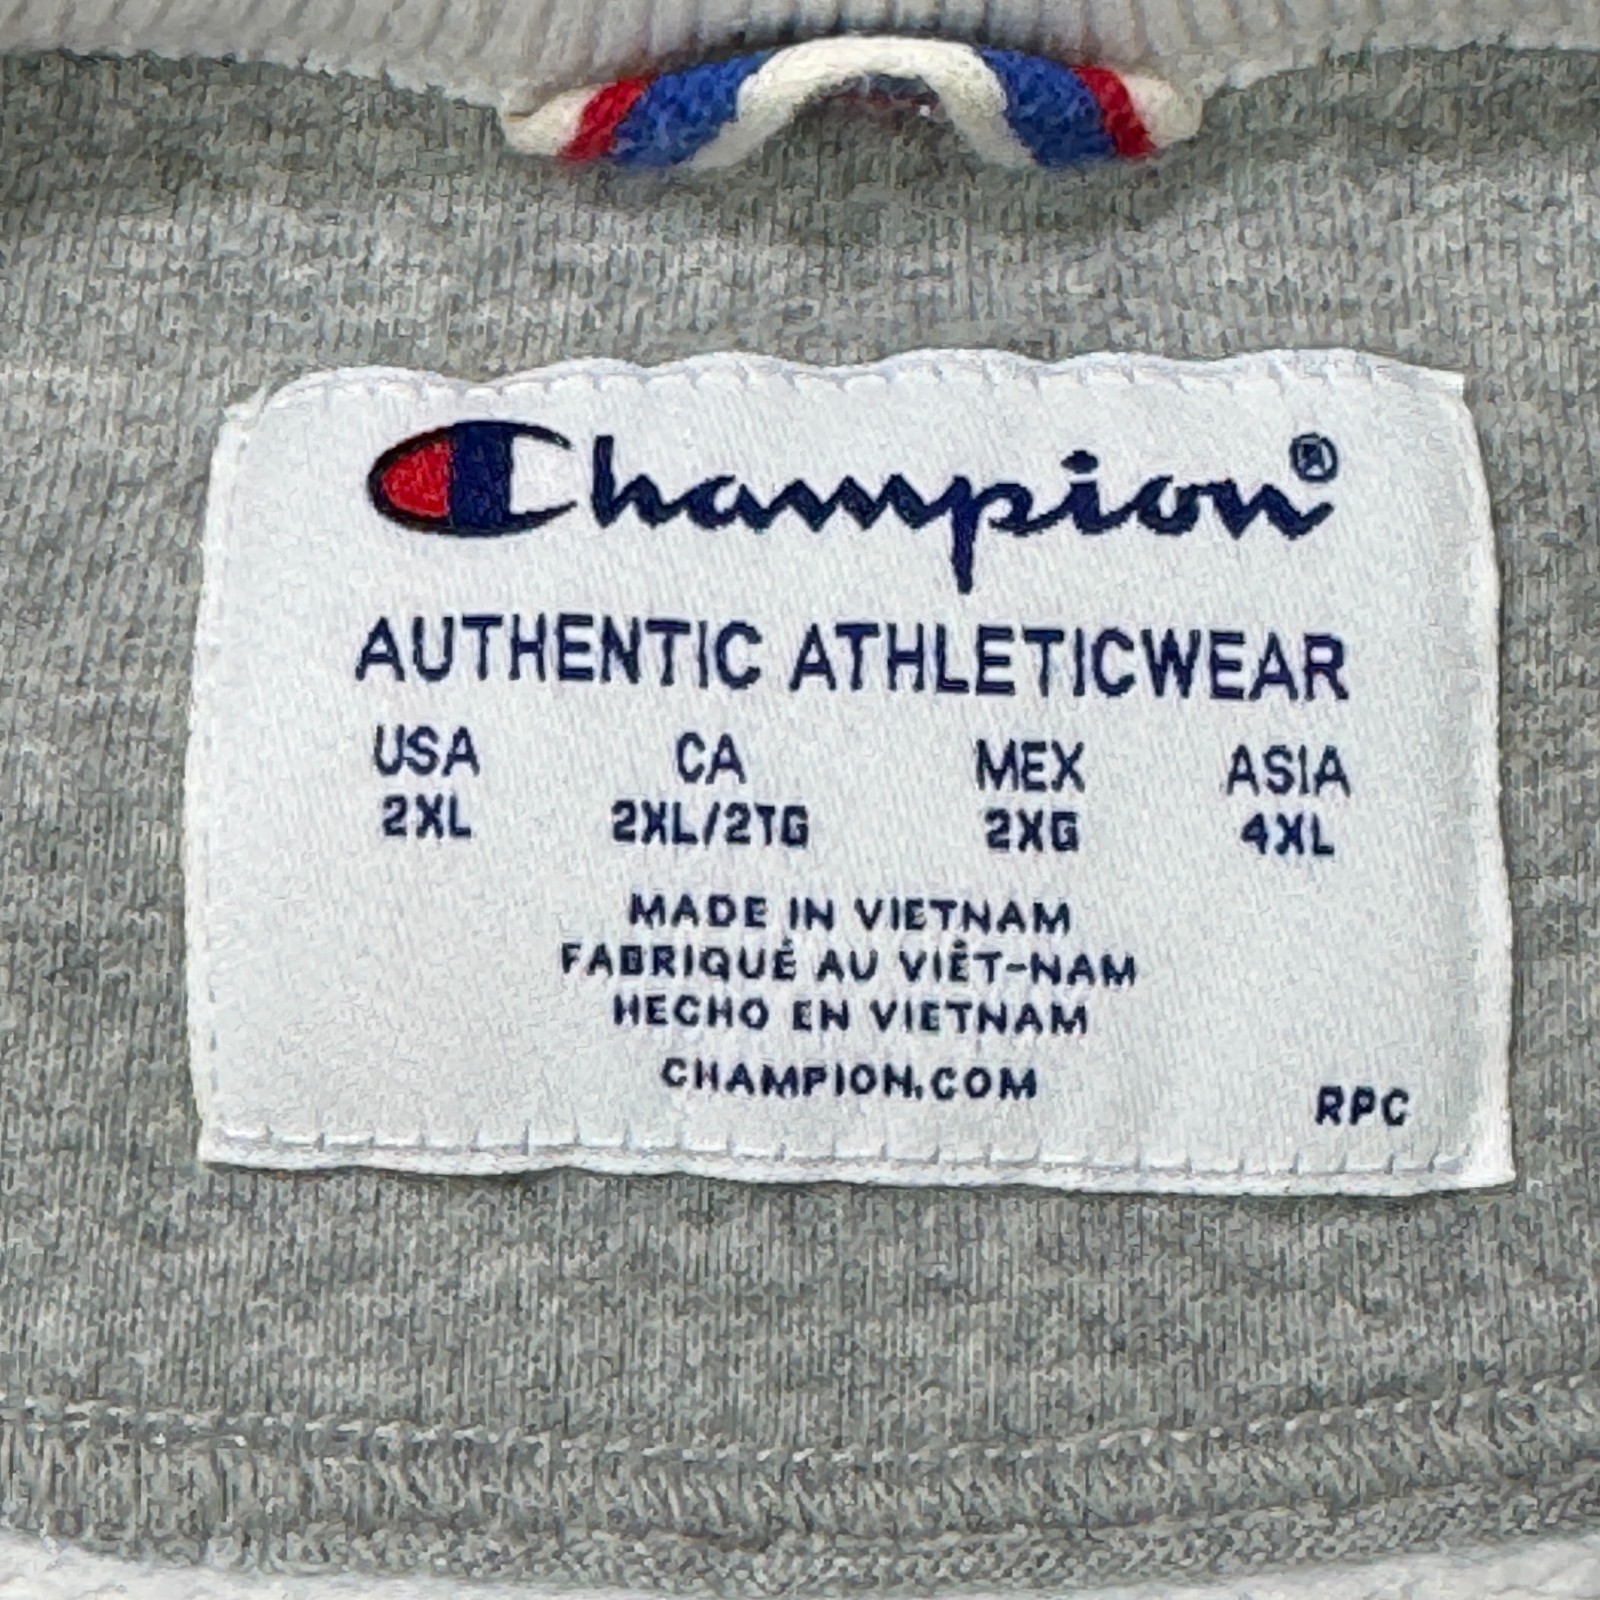 Champion®
AUTHENTIC ATHLETICWEAR
USA CA MEX ASIA
2XL 2XL/2TG 2XG 4XL
MADE IN VIETNAM
FABRIQUÉ AU VIÊT-NAM
HECHO EN VIETNAM
CHAMPION.COM
RPC